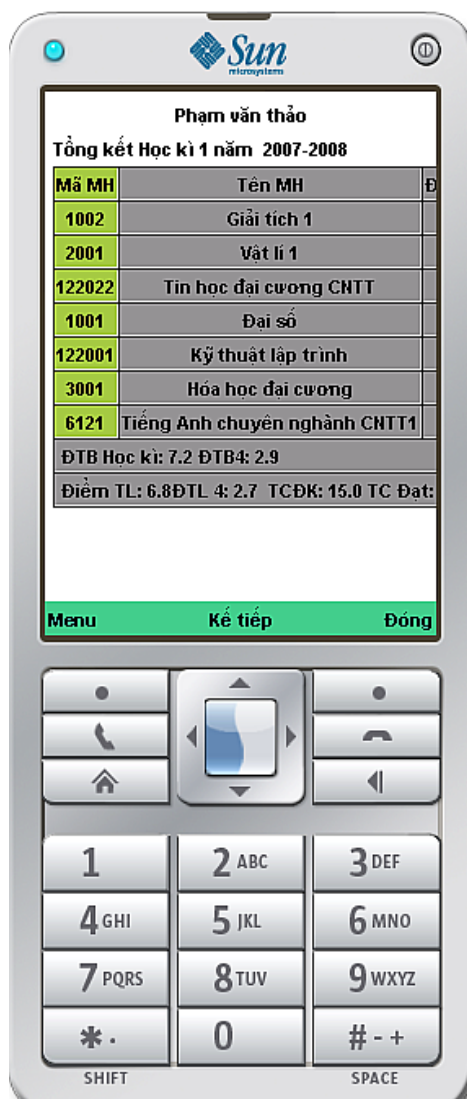 Sun
microsystems
Phạm văn thảo
Tổng kết Học kì 1 năm 2007-2008
Mã MH Tên MH Đ
1002 Giải tích 1
2001 Vật lí 1
122022 Tin học đại cương CNTT
1001 Đại số
122001 Kỹ thuật lập trình
3001 Hóa học đại cương
6121 Tiếng Anh chuyên nghành CNTT1
ĐTB Học kì: 7.2 ĐTB4: 2.9
Điểm TL: 6.8ĐTL 4: 2.7 TCĐK: 15.0 TC Đạt:
Menu Kế tiếp Đóng
1 2 ABC 3 DEF
4 GHI 5 JKL 6 MNO
7 PQRS 8 TUV 9 WXYZ
* . 0 # - +
SHIFT SPACE